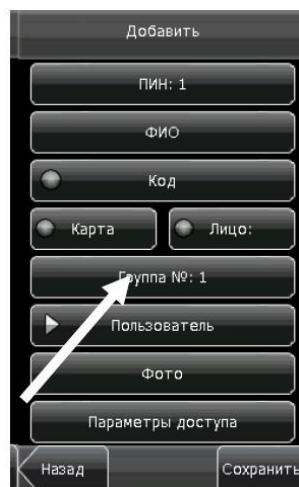 Добавить
ПИН: 1
ФИО
Код
Карта Лицо:
Группа №: 1
Пользователь
Фото
Параметры доступа
Назад Сохранить